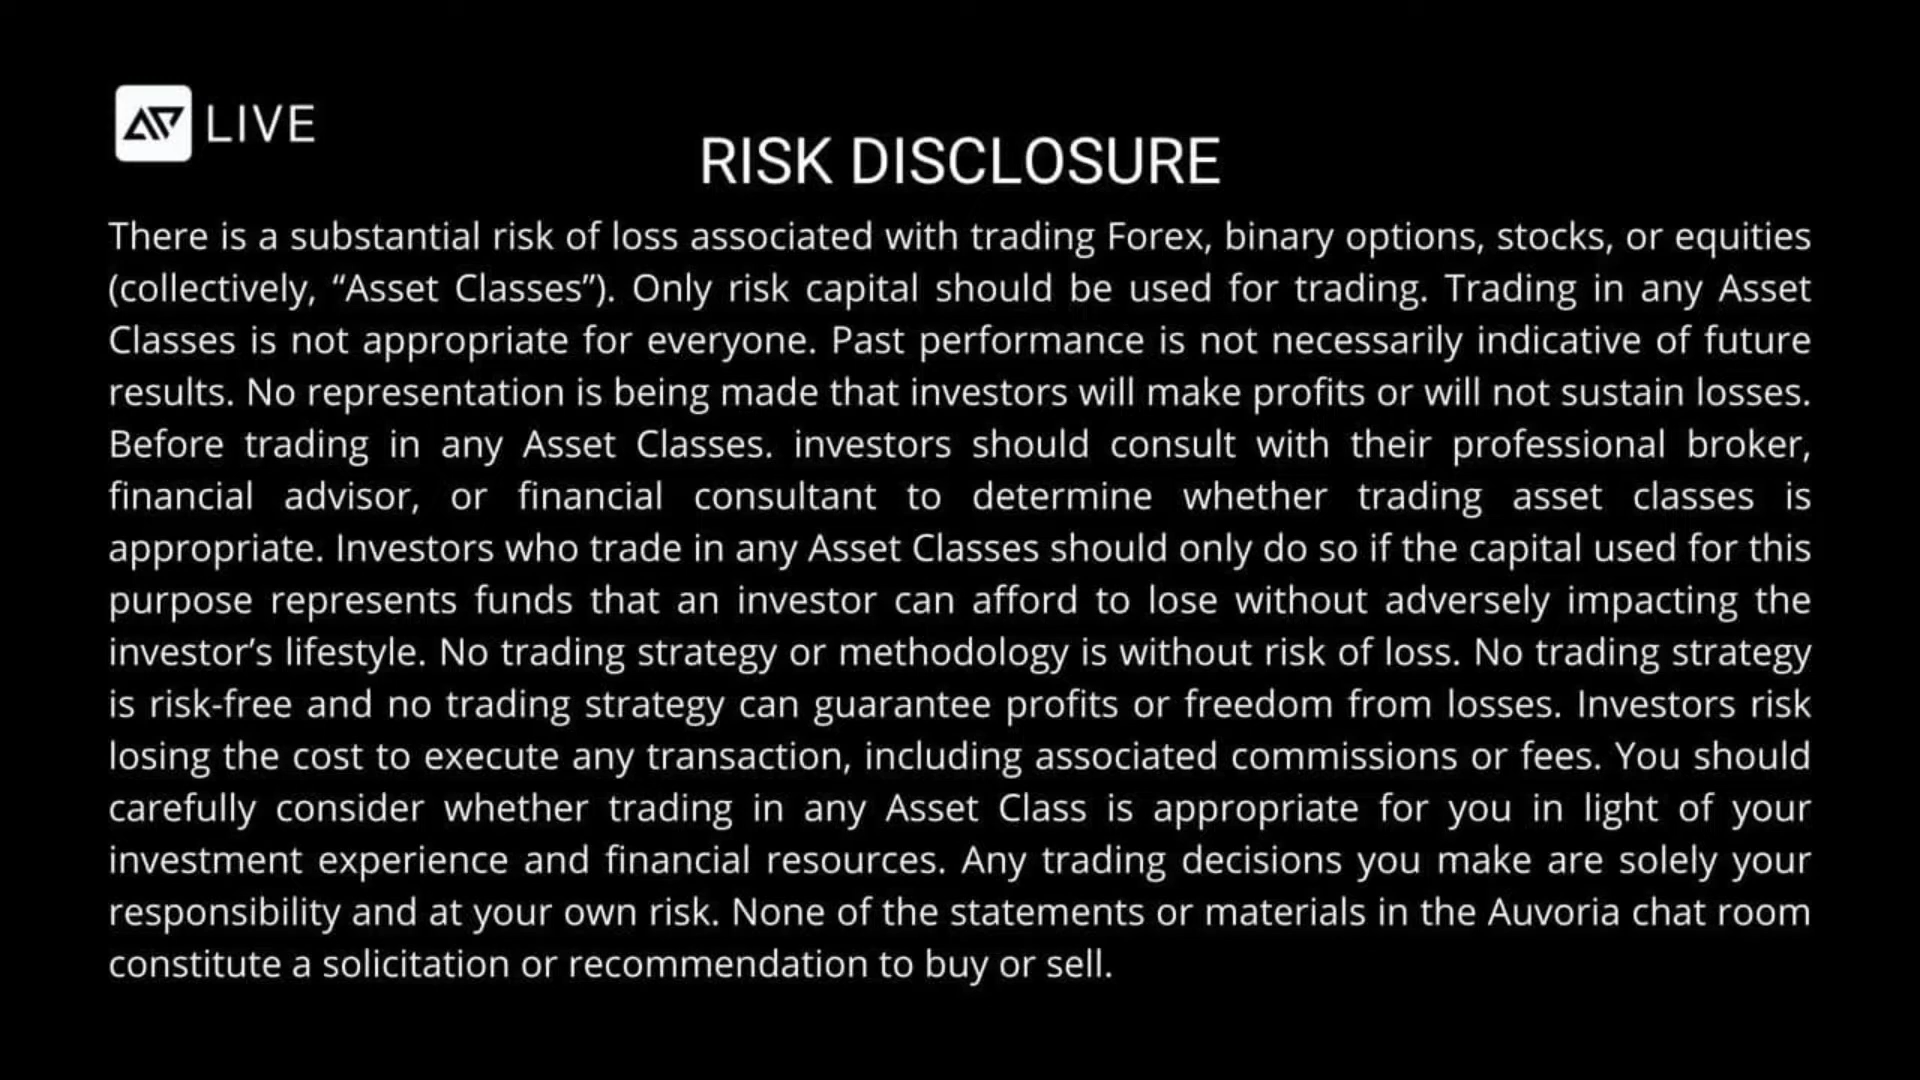 LIVE
RISK DISCLOSURE
There is a substantial risk of loss associated with trading Forex, binary options, stocks, or equities
(collectively, “Asset Classes”). Only risk capital should be used for trading. Trading in any Asset
Classes is not appropriate for everyone. Past performance is not necessarily indicative of future
results. No representation is being made that investors will make profits or will not sustain losses.
Before trading in any Asset Classes. investors should consult with their professional broker,
financial advisor, or financial consultant to determine whether trading asset classes is
appropriate. Investors who trade in any Asset Classes should only do so if the capital used for this
purpose represents funds that an investor can afford to lose without adversely impacting the
investor’s lifestyle. No trading strategy or methodology is without risk of loss. No trading strategy
is risk-free and no trading strategy can guarantee profits or freedom from losses. Investors risk
losing the cost to execute any transaction, including associated commissions or fees. You should
carefully consider whether trading in any Asset Class is appropriate for you in light of your
investment experience and financial resources. Any trading decisions you make are solely your
responsibility and at your own risk. None of the statements or materials in the Auvoria chat room
constitute a solicitation or recommendation to buy or sell.